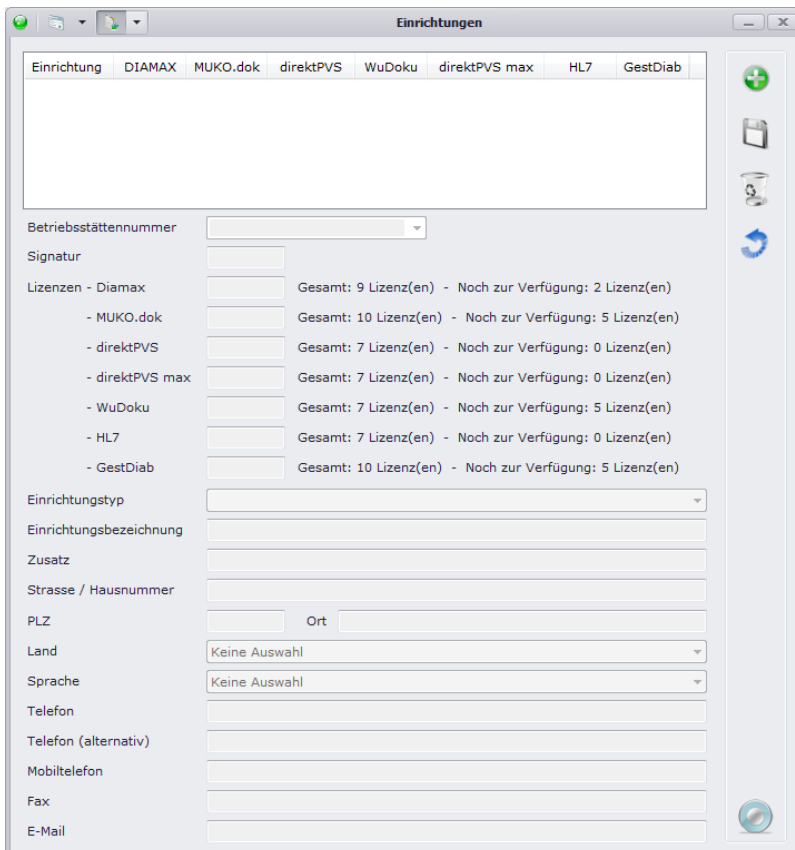 Einrichtungen
Einrichtung DIAMAX MUKO.dok direktPVS WuDoku direktPVS max HL7 GestDiab
Betriebsstättennummer
Signatur
Lizenzen - Diamax Gesamt: 9 Lizenz(en) - Noch zur Verfügung: 2 Lizenz(en)
- MUKO.dok Gesamt: 10 Lizenz(en) - Noch zur Verfügung: 5 Lizenz(en)
- direktPVS Gesamt: 7 Lizenz(en) - Noch zur Verfügung: 0 Lizenz(en)
- direktPVS max Gesamt: 7 Lizenz(en) - Noch zur Verfügung: 0 Lizenz(en)
- WuDoku Gesamt: 7 Lizenz(en) - Noch zur Verfügung: 5 Lizenz(en)
- HL7 Gesamt: 7 Lizenz(en) - Noch zur Verfügung: 0 Lizenz(en)
- GestDiab Gesamt: 10 Lizenz(en) - Noch zur Verfügung: 5 Lizenz(en)
Einrichtungstyp
Einrichtungsbezeichnung
Zusatz
Strasse / Hausnummer
PLZ Ort
Land Keine Auswahl
Sprache Keine Auswahl
Telefon
Telefon (alternativ)
Mobiltelefon
Fax
E-Mail